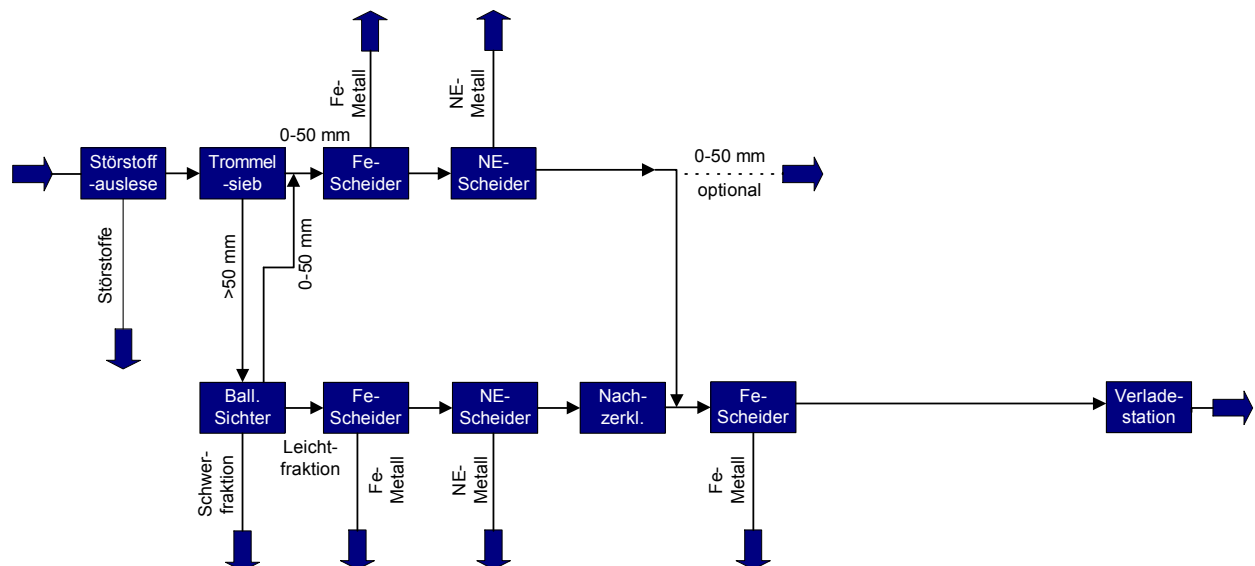 Fe-
Metall
NE-
Metall
0-50 mm
Störstoff
-auslese
Trommel
-sieb
Fe-
Scheider
NE-
Scheider
0-50 mm
optional
Störstoffe
>50 mm
0-50 mm
Ball.
Sichter
Fe-
Scheider
NE-
Scheider
Nach-
zerkl.
Fe-
Scheider
Verlade-
station
Leicht-
fraktion
Schwer-
fraktion
Fe-
Metall
NE-
Metall
Fe-
Metall